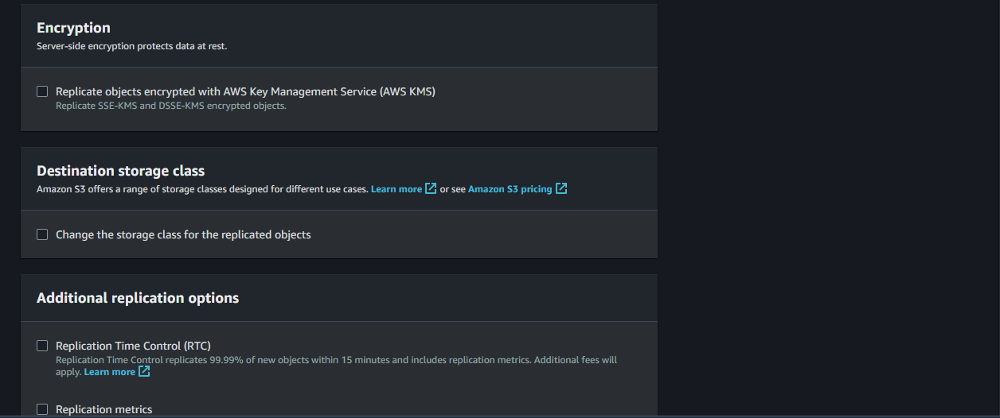 Encryption
Server-side encryption protects data at rest.
Replicate objects encrypted with AWS Key Management Service (AWS KMS)
Replicate SSE-KMS and DSSE-KMS encrypted objects.
Destination storage class
Amazon S3 offers a range of storage classes designed for different use cases. Learn more or see Amazon S3 pricing
Change the storage class for the replicated objects
Additional replication options
Replication Time Control (RTC)
Replication Time Control replicates 99.99% of new objects within 15 minutes and includes replication metrics. Additional fees will
apply. Learn more
Replication metrics